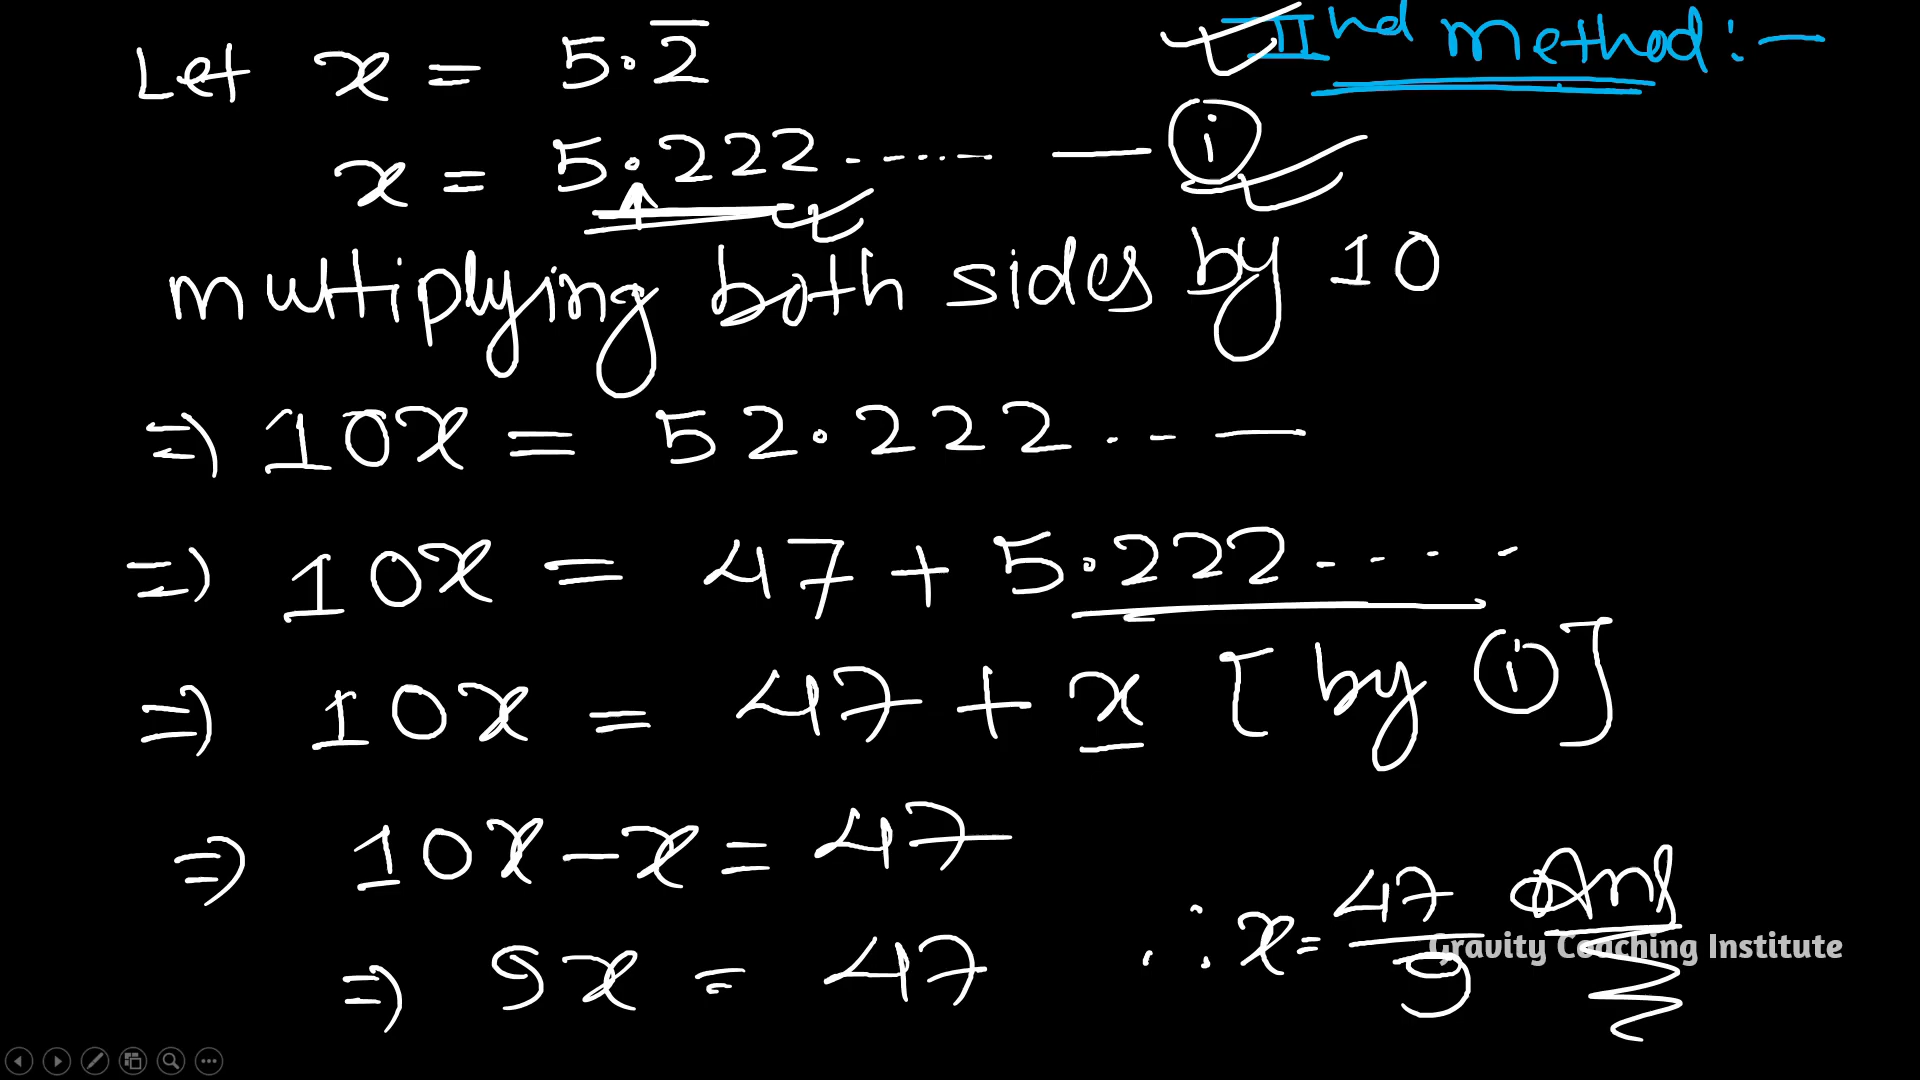 IInd method:-
Let x = 5.2̅
x = 5.222...... — (i)
multiplying both sides by 10
=) 10x = 52.222...—
=) 10x = 47 + 5.222.....
=) 10x = 47 + x [by (i)]
=) 10x - x = 47
=) 9x = 47
∴ x = 47/9 Ans
Gravity Coaching Institute